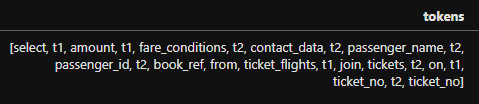 tokens
[select, t1, amount, t1, fare_conditions, t2, contact_data, t2, passenger_name, t2,
passenger_id, t2, book_ref, from, ticket_flights, t1, join, tickets, t2, on, t1,
ticket_no, t2, ticket_no]